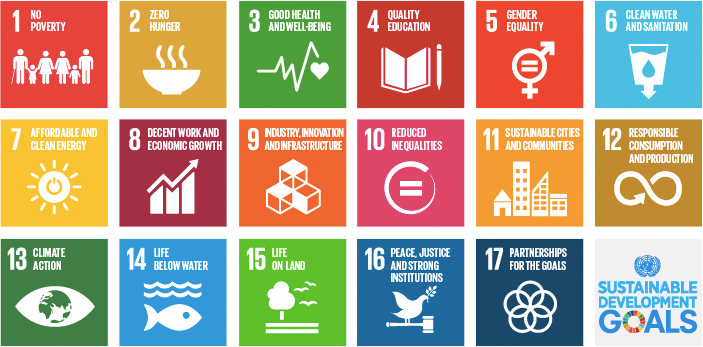 1 NO
POVERTY
2 ZERO
HUNGER
3 GOOD HEALTH
AND WELL-BEING
4 QUALITY
EDUCATION
5 GENDER
EQUALITY
6 CLEAN WATER
AND SANITATION
7 AFFORDABLE AND
CLEAN ENERGY
8 DECENT WORK AND
ECONOMIC GROWTH
9 INDUSTRY, INNOVATION
AND INFRASTRUCTURE
10 REDUCED
INEQUALITIES
11 SUSTAINABLE CITIES
AND COMMUNITIES
12 RESPONSIBLE
CONSUMPTION
AND PRODUCTION
13 CLIMATE
ACTION
14 LIFE
BELOW WATER
15 LIFE
ON LAND
16 PEACE, JUSTICE
AND STRONG
INSTITUTIONS
17 PARTNERSHIPS
FOR THE GOALS
SUSTAINABLE
DEVELOPMENT
GOALS